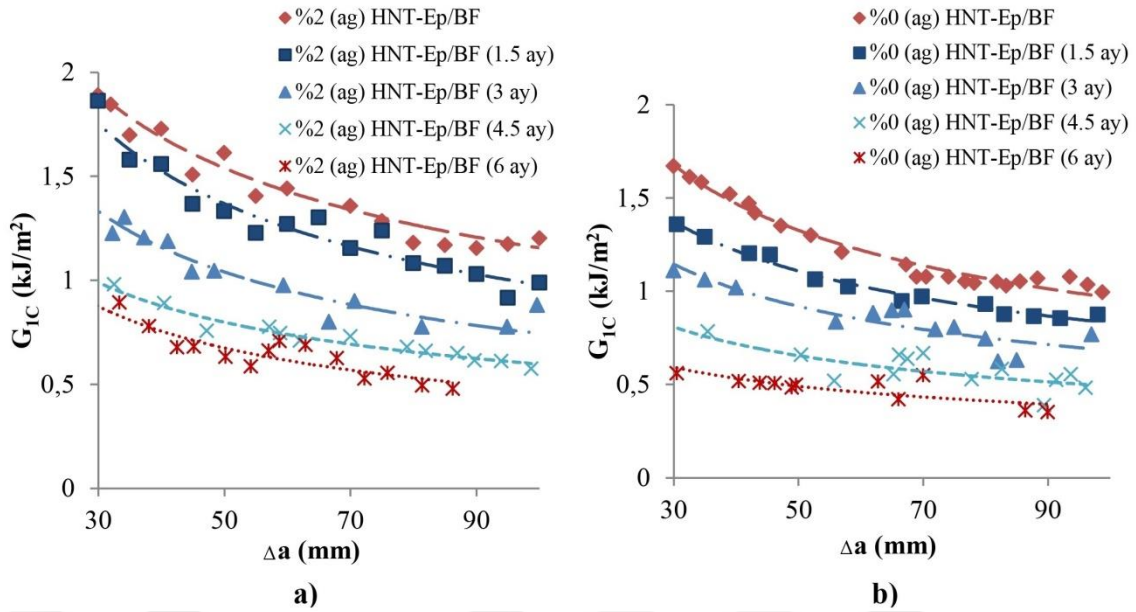 %2 (ag) HNT-Ep/BF
%2 (ag) HNT-Ep/BF (1.5 ay)
%2 (ag) HNT-Ep/BF (3 ay)
%2 (ag) HNT-Ep/BF (4.5 ay)
%2 (ag) HNT-Ep/BF (6 ay)
2
1,5
1
0,5
0
30
50
70
90
G1C (kJ/m²)
Δa (mm)
a)
%0 (ag) HNT-Ep/BF
%0 (ag) HNT-Ep/BF (1.5 ay)
%0 (ag) HNT-Ep/BF (3 ay)
%0 (ag) HNT-Ep/BF (4.5 ay)
%0 (ag) HNT-Ep/BF (6 ay)
2
1,5
1
0,5
0
30
50
70
90
G1C (kJ/m²)
Δa (mm)
b)